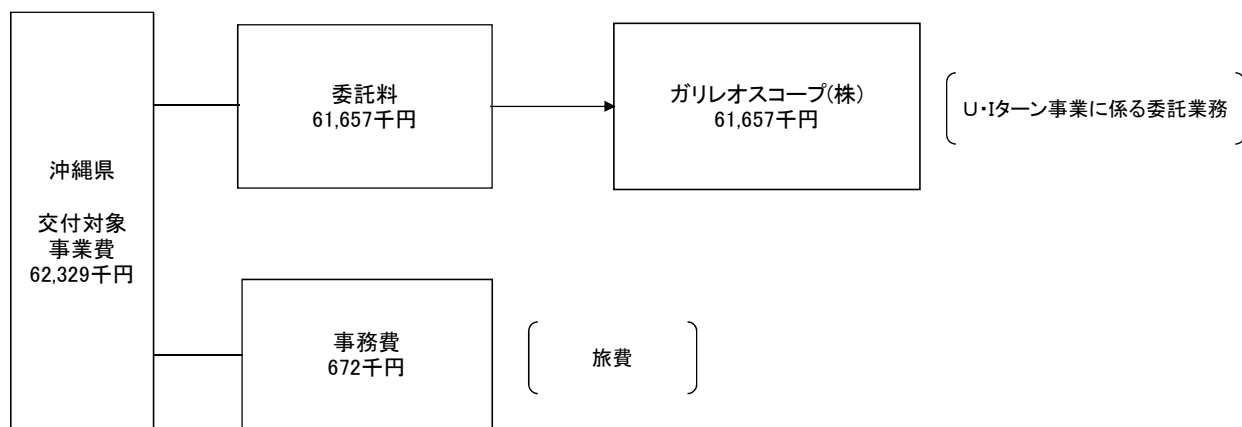 沖縄県
交付対象
事業費
62,329千円
委託料
61,657千円
ガリレオスコープ(株)
61,657千円
U・Iターン事業に係る委託業務
事務費
672千円
旅費